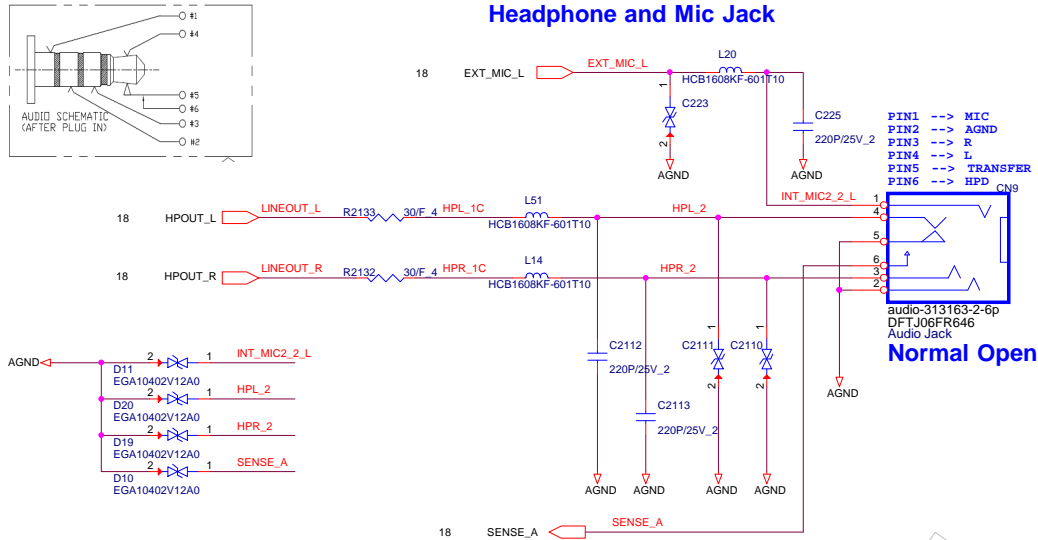 Headphone and Mic Jack
#1
#4
#5
#6
#3
#2
AUDIO SCHEMATIC
(AFTER PLUG IN)
18 EXT_MIC_L EXT_MIC_L
L20
HCB1608KF-601T10
1
C223
2
AGND
C225
220P/25V_2
AGND
PIN1 --> MIC
PIN2 --> AGND
PIN3 --> R
PIN4 --> L
PIN5 --> TRANSFER
PIN6 --> HPD
CN9
INT_MIC2_2_L
1
4
5
6
3
2
audio-313163-2-6p
DFTJ06FR646
Audio Jack
Normal Open
18 HPOUT_L LINEOUT_L R2133 30/F_4 HPL_1C
L51
HCB1608KF-601T10
HPL_2
18 HPOUT_R LINEOUT_R R2132 30/F_4 HPR_1C
L14
HCB1608KF-601T10
HPR_2
C2112
220P/25V_2
C2113
220P/25V_2
1
C2111
2
1
C2110
2
AGND
AGND
AGND
AGND
AGND
AGND
2 1 INT_MIC2_2_L
D11
EGA10402V12A0
2 1 HPL_2
D20
EGA10402V12A0
2 1 HPR_2
D19
EGA10402V12A0
2 1 SENSE_A
D10
EGA10402V12A0
18 SENSE_A SENSE_A